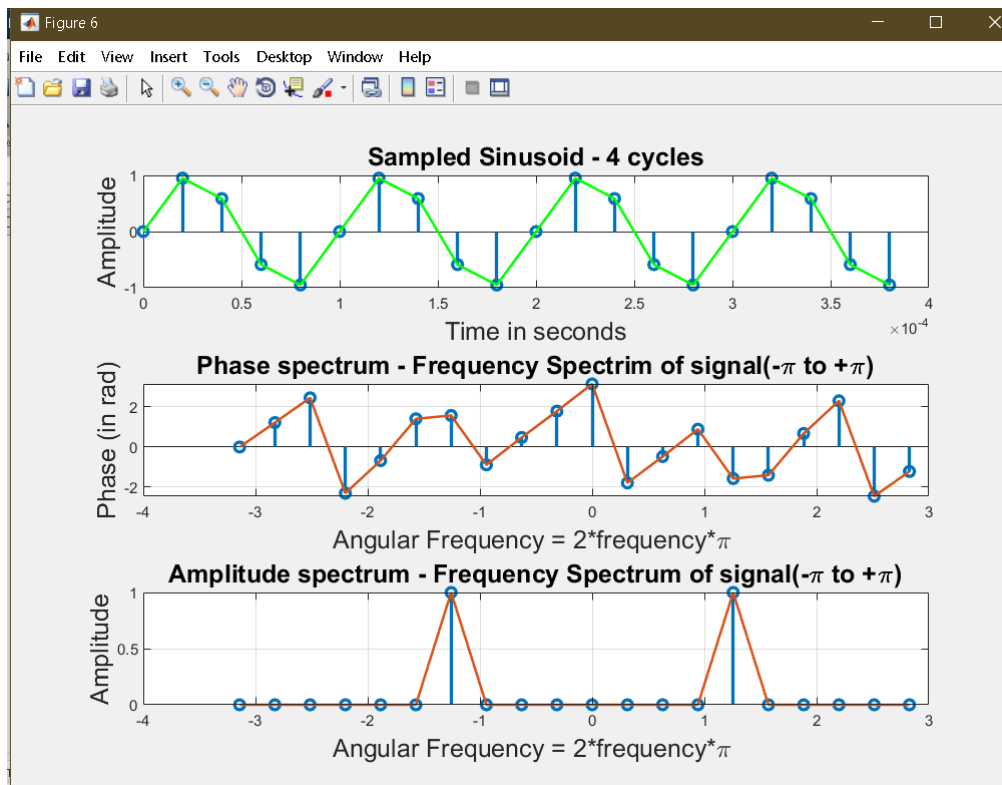 Figure 6
File Edit View Insert Tools Desktop Window Help
Sampled Sinusoid - 4 cycles
Amplitude
1
0
-1
0 0.5 1 1.5 2 2.5 3 3.5 4
Time in seconds
×10-4
Phase spectrum - Frequency Spectrim of signal(-π to +π)
Phase (in rad)
2
0
-2
-4 -3 -2 -1 0 1 2 3
Angular Frequency = 2*frequency*π
Amplitude spectrum - Frequency Spectrum of signal(-π to +π)
Amplitude
1
0.5
0
-4 -3 -2 -1 0 1 2 3
Angular Frequency = 2*frequency*π